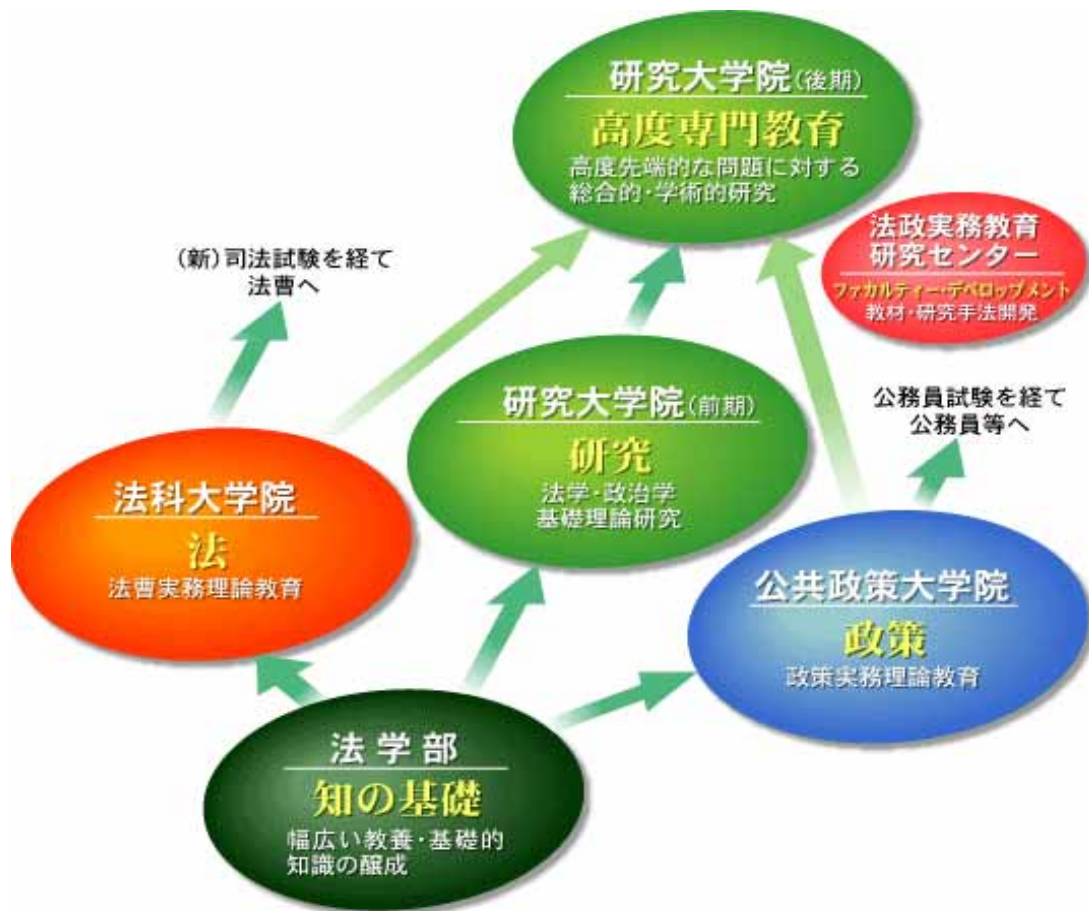 研究大学院(後期)
高度専門教育
高度先端的な問題に対する
総合的・学術的研究
法政実務教育
研究センター
ファカルティー・デベロップメント
教材・研究手法開発
(新)司法試験を経て
法曹へ
研究大学院(前期)
研究
法学・政治学
基礎理論研究
公務員試験を経て
公務員等へ
法科大学院
法
法曹実務理論教育
公共政策大学院
政策
政策実務理論教育
法学部
知の基礎
幅広い教養・基礎的
知識の醸成